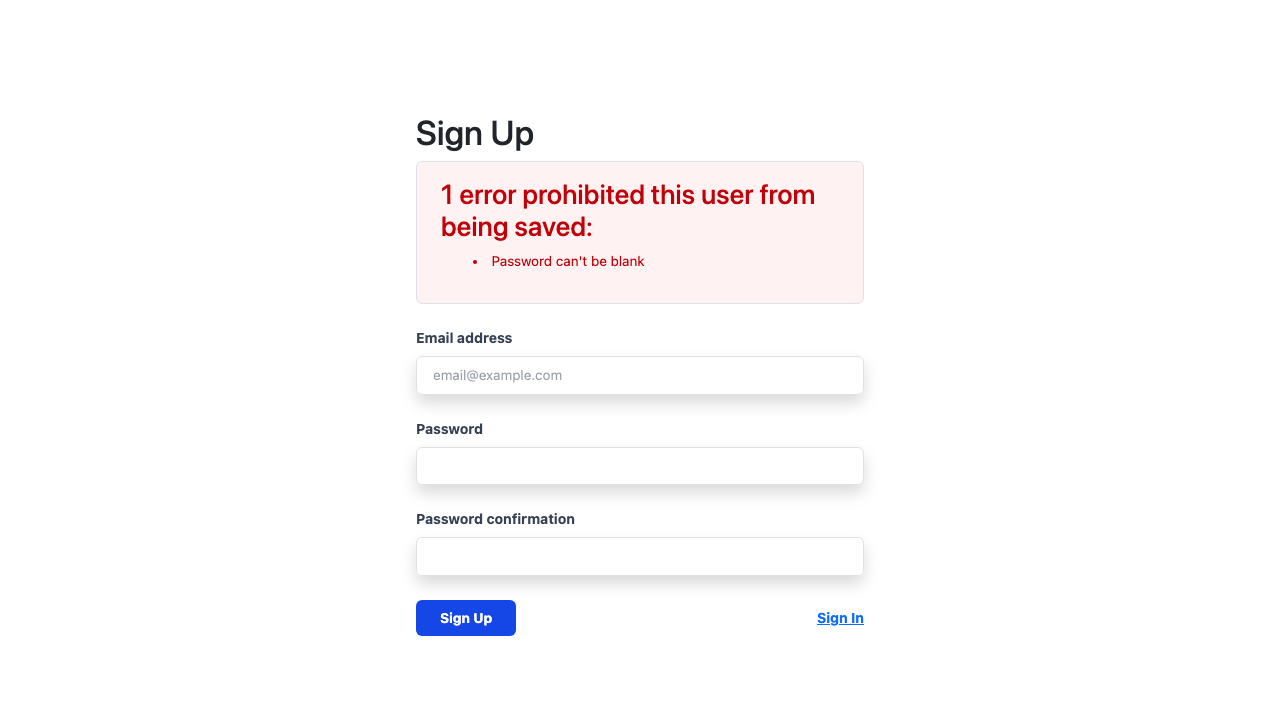 Sign Up
1 error prohibited this user from
being saved:
Password can't be blank
Email address
email@example.com
Password
Password confirmation
Sign Up
Sign In